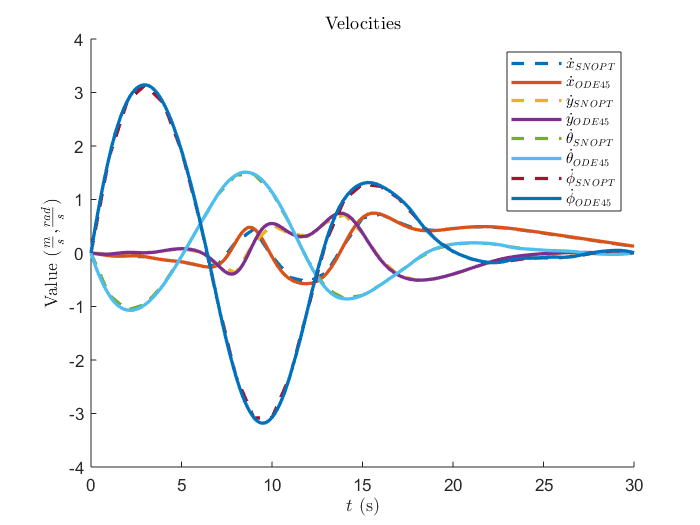 Velocities
Value (m/s, rad/s)
4
3
2
1
0
-1
-2
-3
-4
0 5 10 15 20 25 30
t (s)
ẋ_SNOPT
ẋ_ODE45
ẏ_SNOPT
ẏ_ODE45
θ̇_SNOPT
θ̇_ODE45
ϕ̇_SNOPT
ϕ̇_ODE45